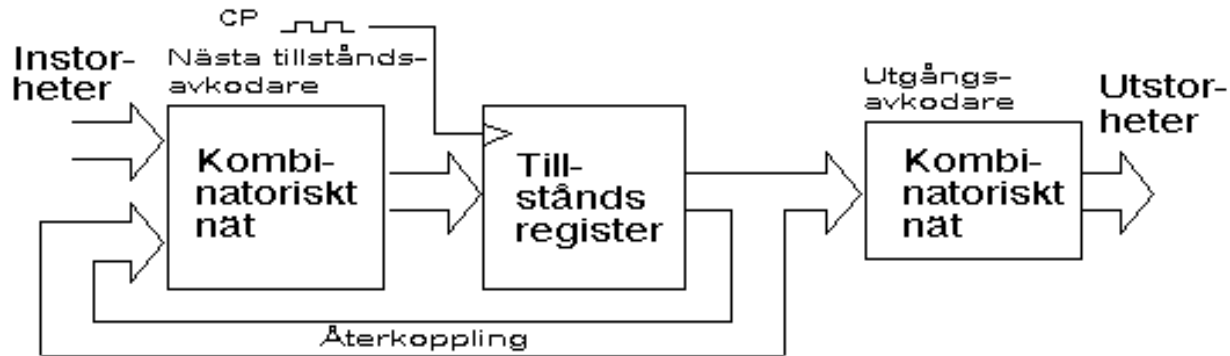 CP
Instor-
heter
Nästa tillstånds-
avkodare
Kombi-
natoriskt
nät
Till-
stånds
register
Utgångs-
avkodare
Kombi-
natoriskt
nät
Utstor-
heter
Återkoppling